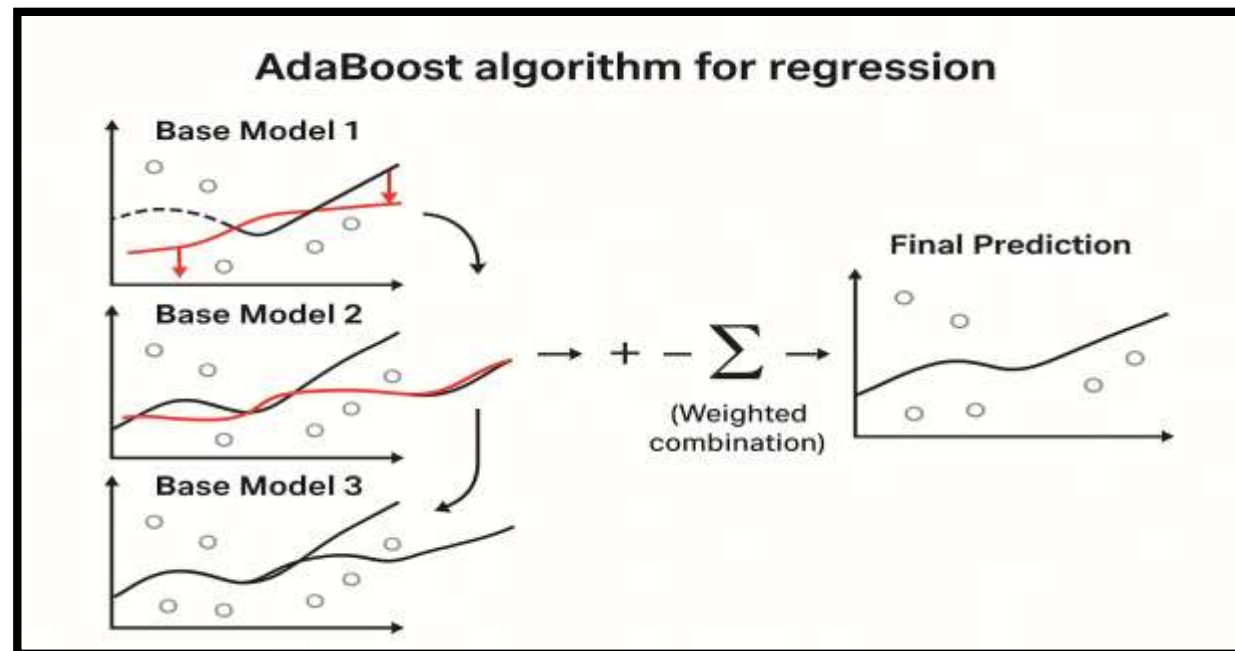 AdaBoost algorithm for regression
Base Model 1
Base Model 2
Base Model 3
+ − Σ
(Weighted
combination)
Final Prediction